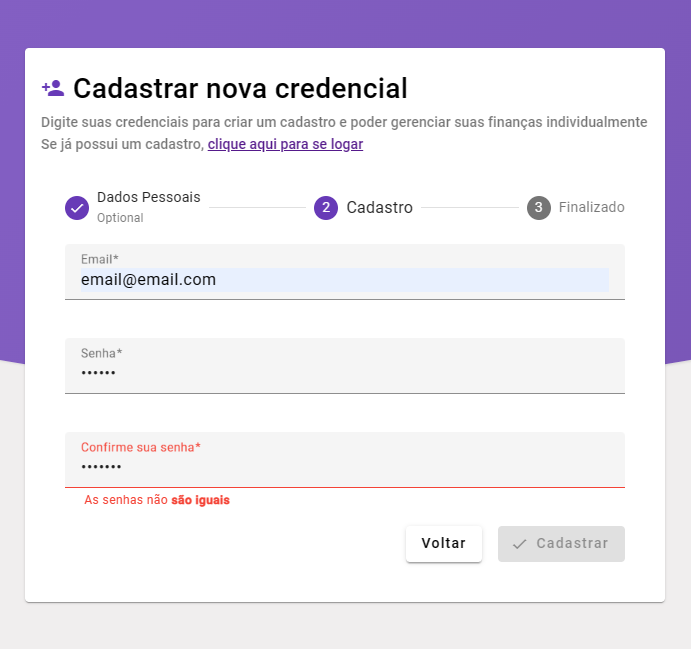 Cadastrar nova credencial
Digite suas credenciais para criar um cadastro e poder gerenciar suas finanças individualmente
Se já possui um cadastro, clique aqui para se logar
Dados Pessoais
Optional
2 Cadastro
3 Finalizado
Email*
email@email.com
Senha*
••••••
Confirme sua senha*
•••••••
As senhas não são iguais
Voltar
Cadastrar